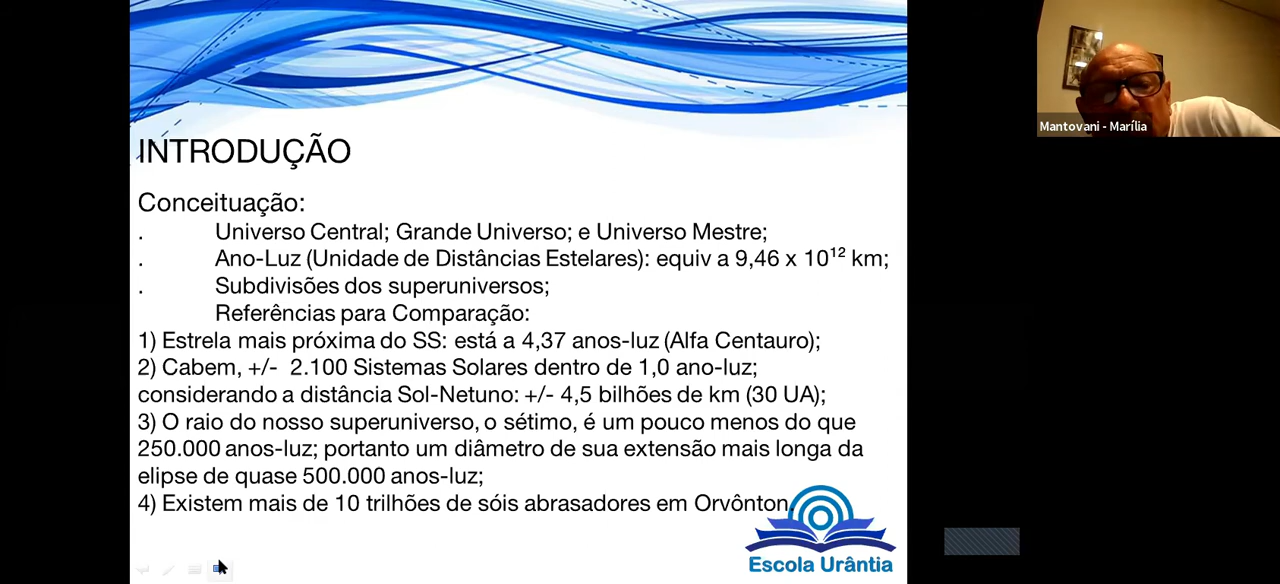 INTRODUÇÃO
Conceituação:
. Universo Central; Grande Universo; e Universo Mestre;
. Ano-Luz (Unidade de Distâncias Estelares): equiv a 9,46 x 10¹² km;
. Subdivisões dos superuniversos;
Referências para Comparação:
1) Estrela mais próxima do SS: está a 4,37 anos-luz (Alfa Centauro);
2) Cabem, +/- 2.100 Sistemas Solares dentro de 1,0 ano-luz;
considerando a distância Sol-Netuno: +/- 4,5 bilhões de km (30 UA);
3) O raio do nosso superuniverso, o sétimo, é um pouco menos do que
250.000 anos-luz; portanto um diâmetro de sua extensão mais longa da
elipse de quase 500.000 anos-luz;
4) Existem mais de 10 trilhões de sóis abrasadores em Orvônton.
Escola Urântia
Mantovani - Marília